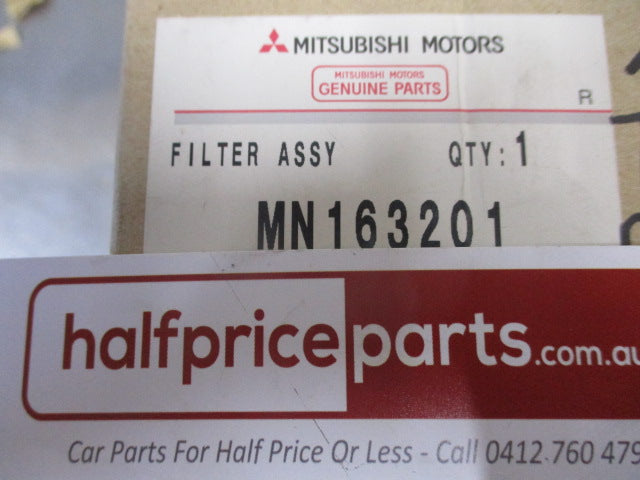 MITSUBISHI MOTORS
MITSUBISHI MOTORS
GENUINE PARTS
R
FILTER ASSY QTY: 1
MN163201
halfpriceparts.com.au
Car Parts For Half Price Or Less - Call 0412 760 479